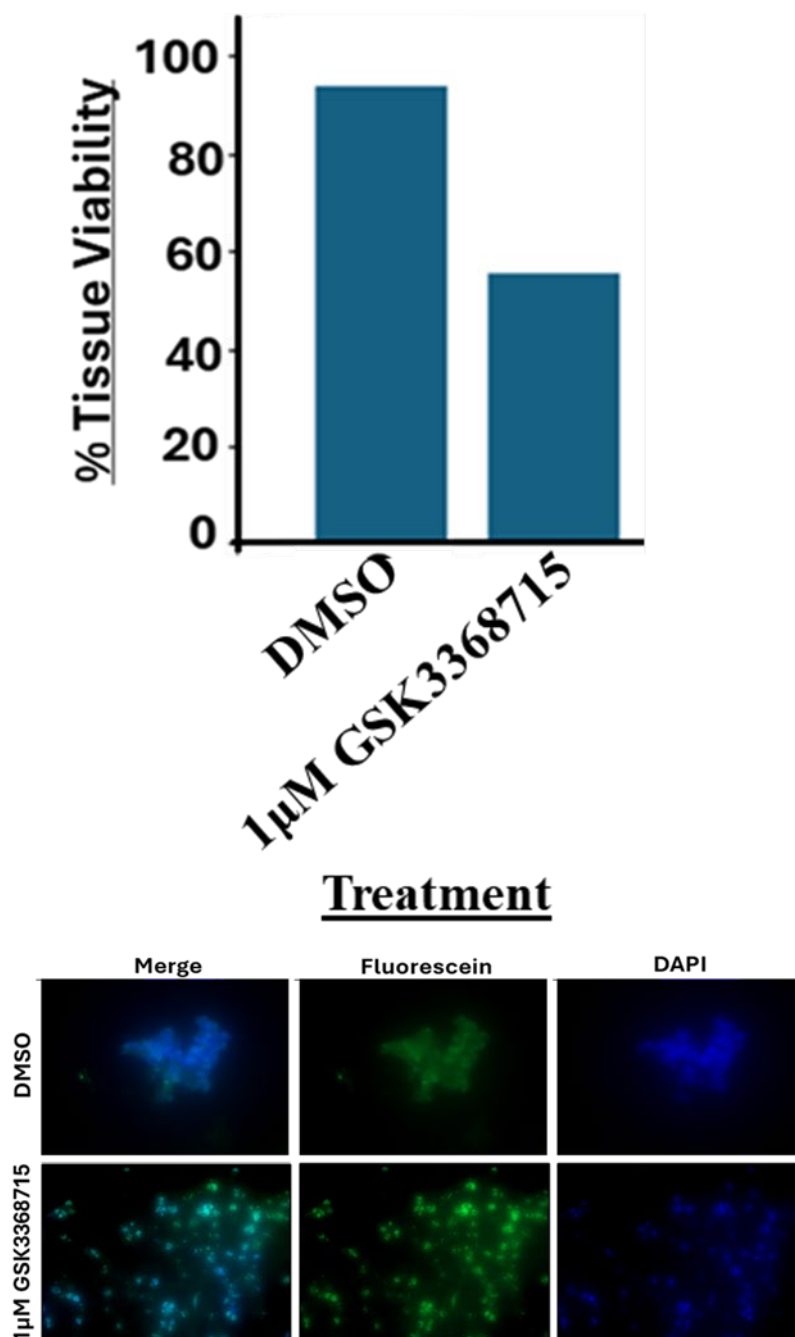 % Tissue Viability
100
80
60
40
20
0
DMSO
1µM GSK3368715
Treatment
Merge
Fluorescein
DAPI
DMSO
1µM GSK3368715